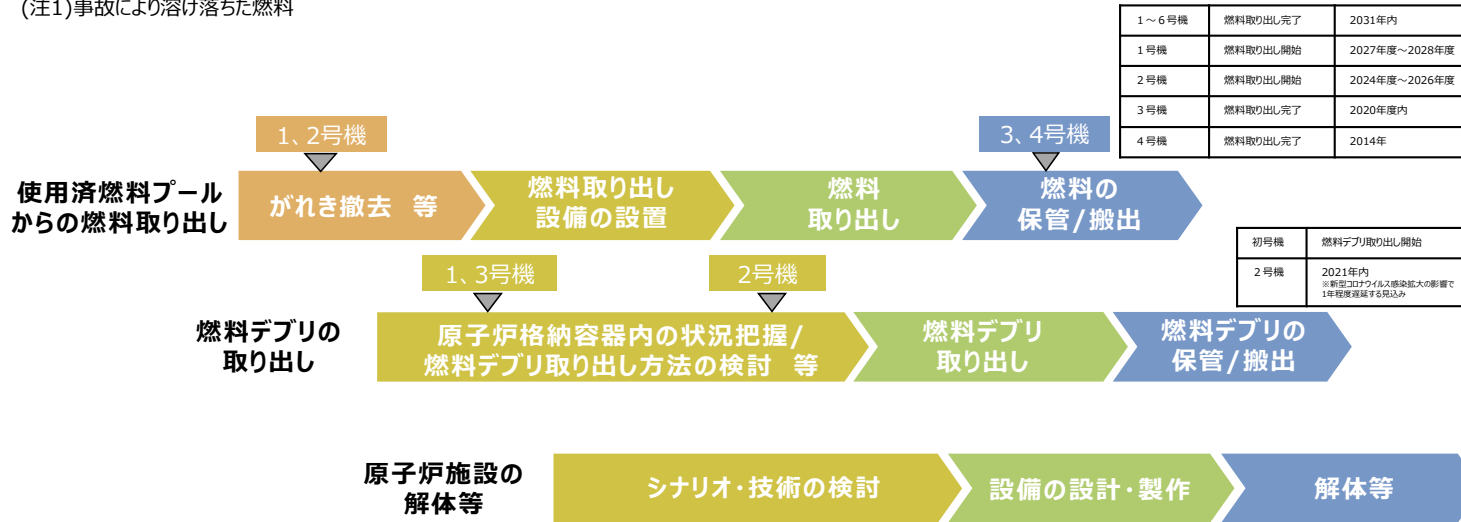 (注1)事故により溶け落ちた燃料
1～6号機 燃料取り出し完了 2031年内
1号機 燃料取り出し開始 2027年度～2028年度
2号機 燃料取り出し開始 2024年度～2026年度
3号機 燃料取り出し完了 2020年度内
4号機 燃料取り出し完了 2014年
1、2号機
3、4号機
使用済燃料プール
からの燃料取り出し
がれき撤去 等
燃料取り出し
設備の設置
燃料
取り出し
燃料の
保管/搬出
初号機 燃料デブリ取り出し開始
2号機 2021年内
※新型コロナウイルス感染拡大の影響で
1年程度遅延する見込み
1、3号機
2号機
燃料デブリの
取り出し
原子炉格納容器内の状況把握/
燃料デブリ取り出し方法の検討 等
燃料デブリ
取り出し
燃料デブリの
保管/搬出
原子炉施設の
解体等
シナリオ・技術の検討
設備の設計・製作
解体等